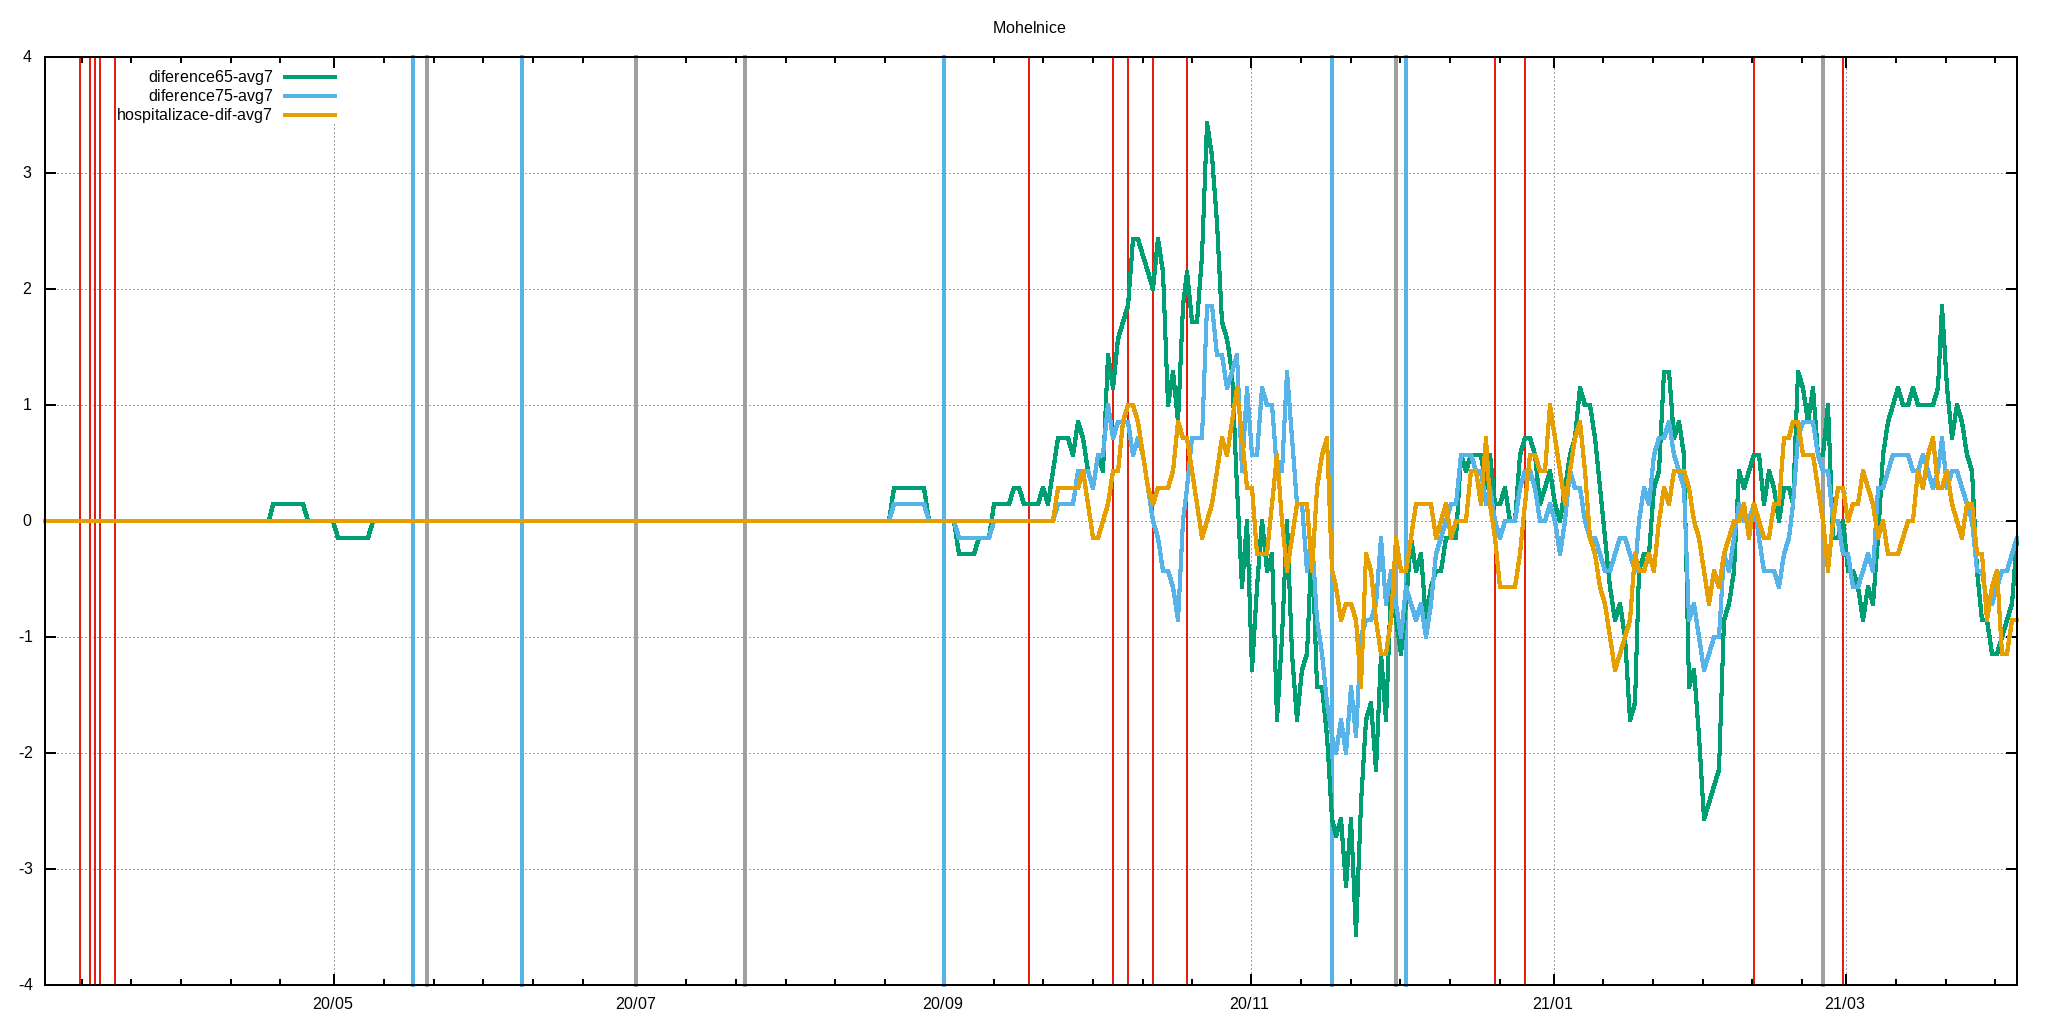 Mohelnice
4
diference65-avg7
diference75-avg7
hospitalizace-dif-avg7
3
2
1
0
-1
-2
-3
-4
20/05 20/07 20/09 20/11 21/01 21/03